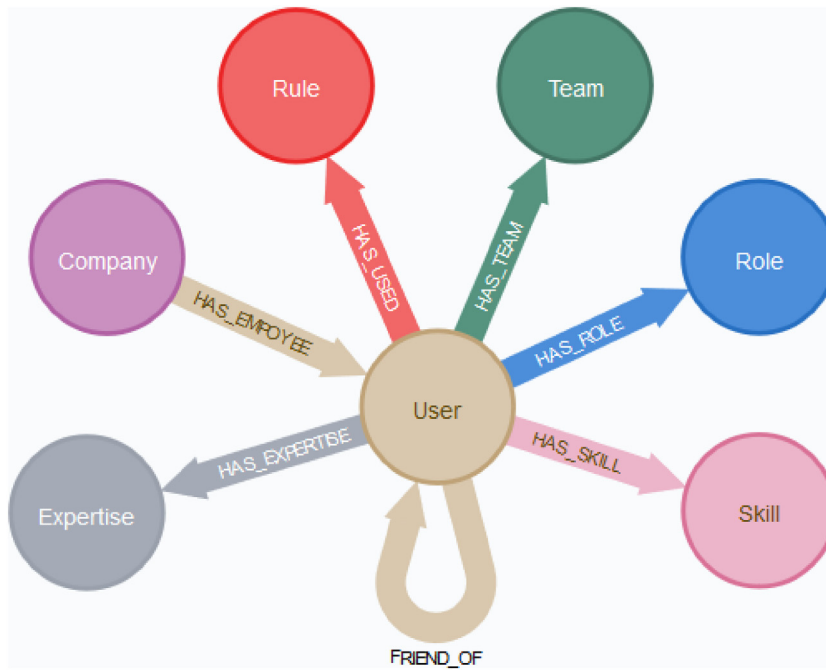 Rule
Team
Company
Role
HAS_USED
HAS_TEAM
HAS_EMPOYEE
HAS_ROLE
User
HAS_EXPERTISE
HAS_SKILL
Expertise
Skill
FRIEND_OF